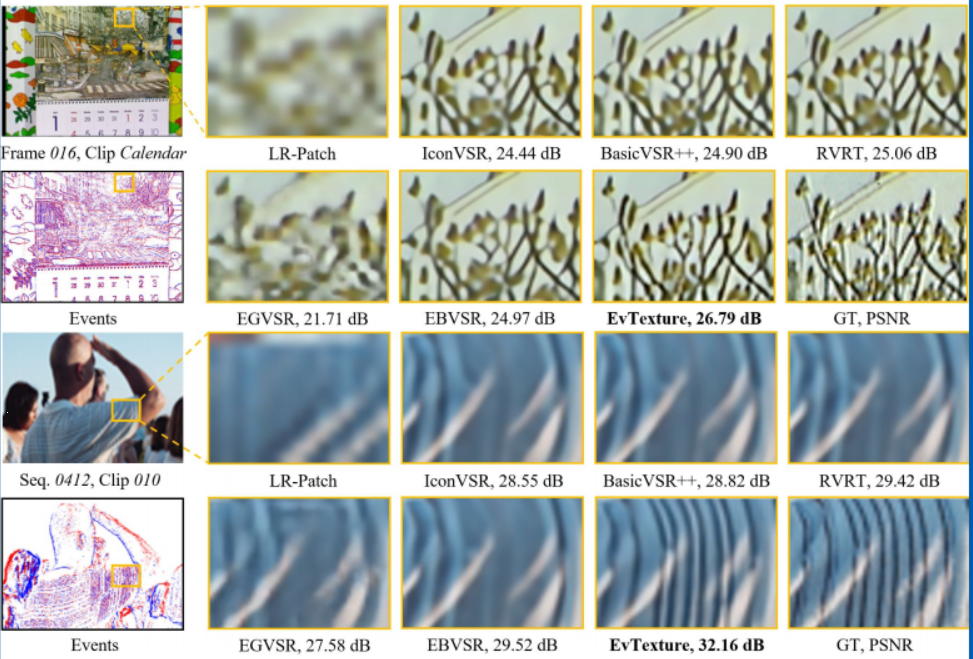 Frame 016, Clip Calendar
LR-Patch
IconVSR, 24.44 dB
BasicVSR++, 24.90 dB
RVRT, 25.06 dB
Events
EGVSR, 21.71 dB
EBVSR, 24.97 dB
EvTexture, 26.79 dB
GT, PSNR
Seq. 0412, Clip 010
LR-Patch
IconVSR, 28.55 dB
BasicVSR++, 28.82 dB
RVRT, 29.42 dB
Events
EGVSR, 27.58 dB
EBVSR, 29.52 dB
EvTexture, 32.16 dB
GT, PSNR